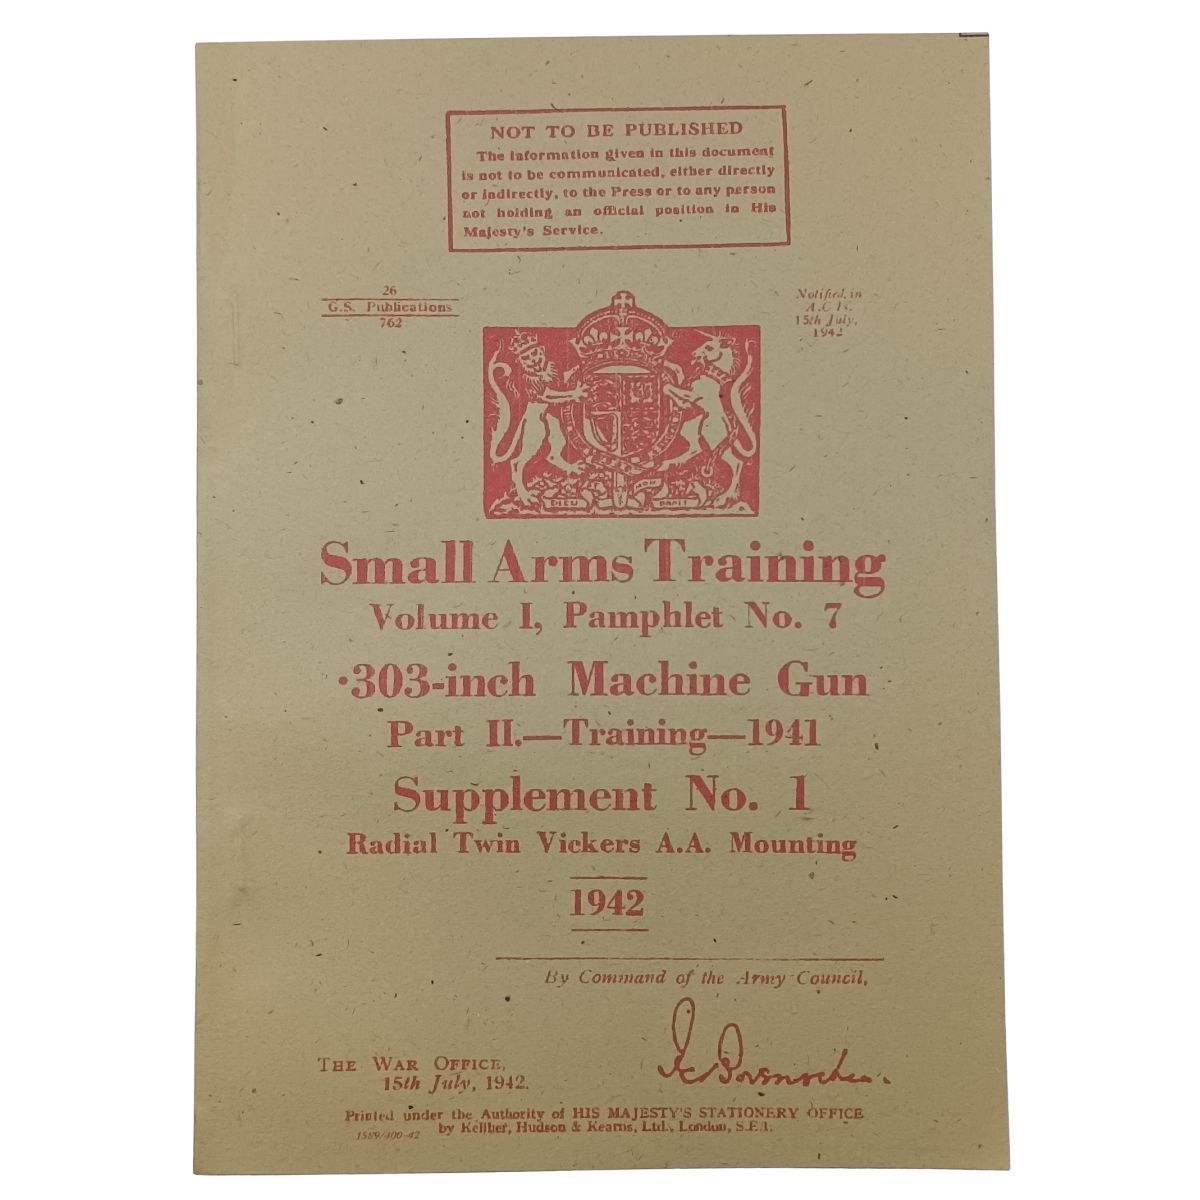 NOT TO BE PUBLISHED
The information given in this document
is not to be communicated, either directly
or indirectly, to the Press or to any person
not holding an official position in His
Majesty's Service.
26
G.S. Publications
762
Notified in
A.C.I's.
15th July,
1942
DIEU MON DROIT
Small Arms Training
Volume I, Pamphlet No. 7
·303-inch Machine Gun
Part II.—Training—1941
Supplement No. 1
Radial Twin Vickers A.A. Mounting
1942
By Command of the Army Council,
THE WAR OFFICE,
15th July, 1942.
Printed under the Authority of HIS MAJESTY'S STATIONERY OFFICE
by Keliher, Hudson & Kearns, Ltd., London, S.E.1.
1589/400-42